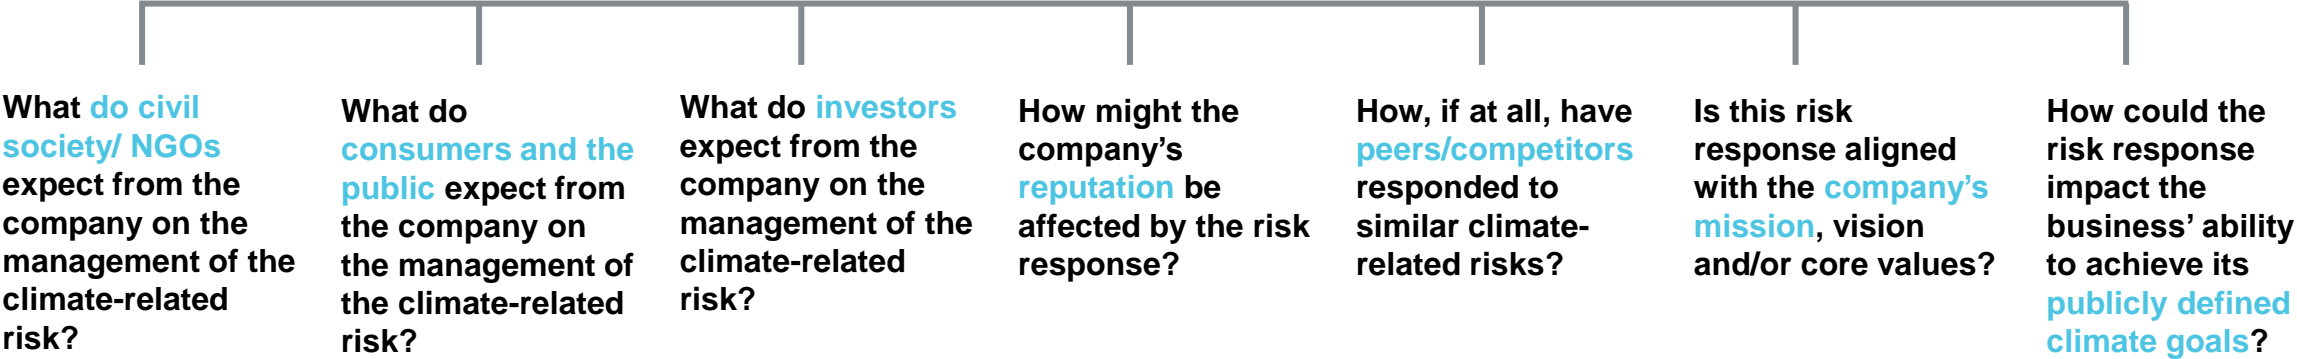 What do civil
society/ NGOs
expect from the
company on the
management of the
climate-related
risk?
What do
consumers and the
public expect from
the company on
the management of
the climate-related
risk?
What do investors
expect from the
company on the
management of the
climate-related
risk?
How might the
company’s
reputation be
affected by the risk
response?
How, if at all, have
peers/competitors
responded to
similar climate-
related risks?
Is this risk
response aligned
with the company’s
mission, vision
and/or core values?
How could the
risk response
impact the
business’ ability
to achieve its
publicly defined
climate goals?